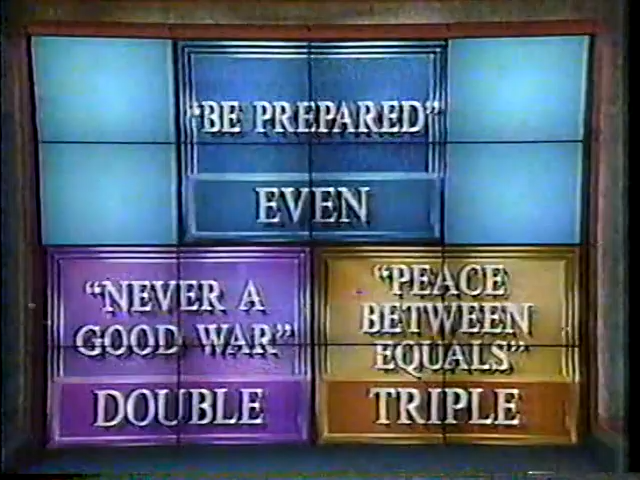 "BE PREPARED"
EVEN
"NEVER A
GOOD WAR"
DOUBLE
"PEACE
BETWEEN
EQUALS"
TRIPLE